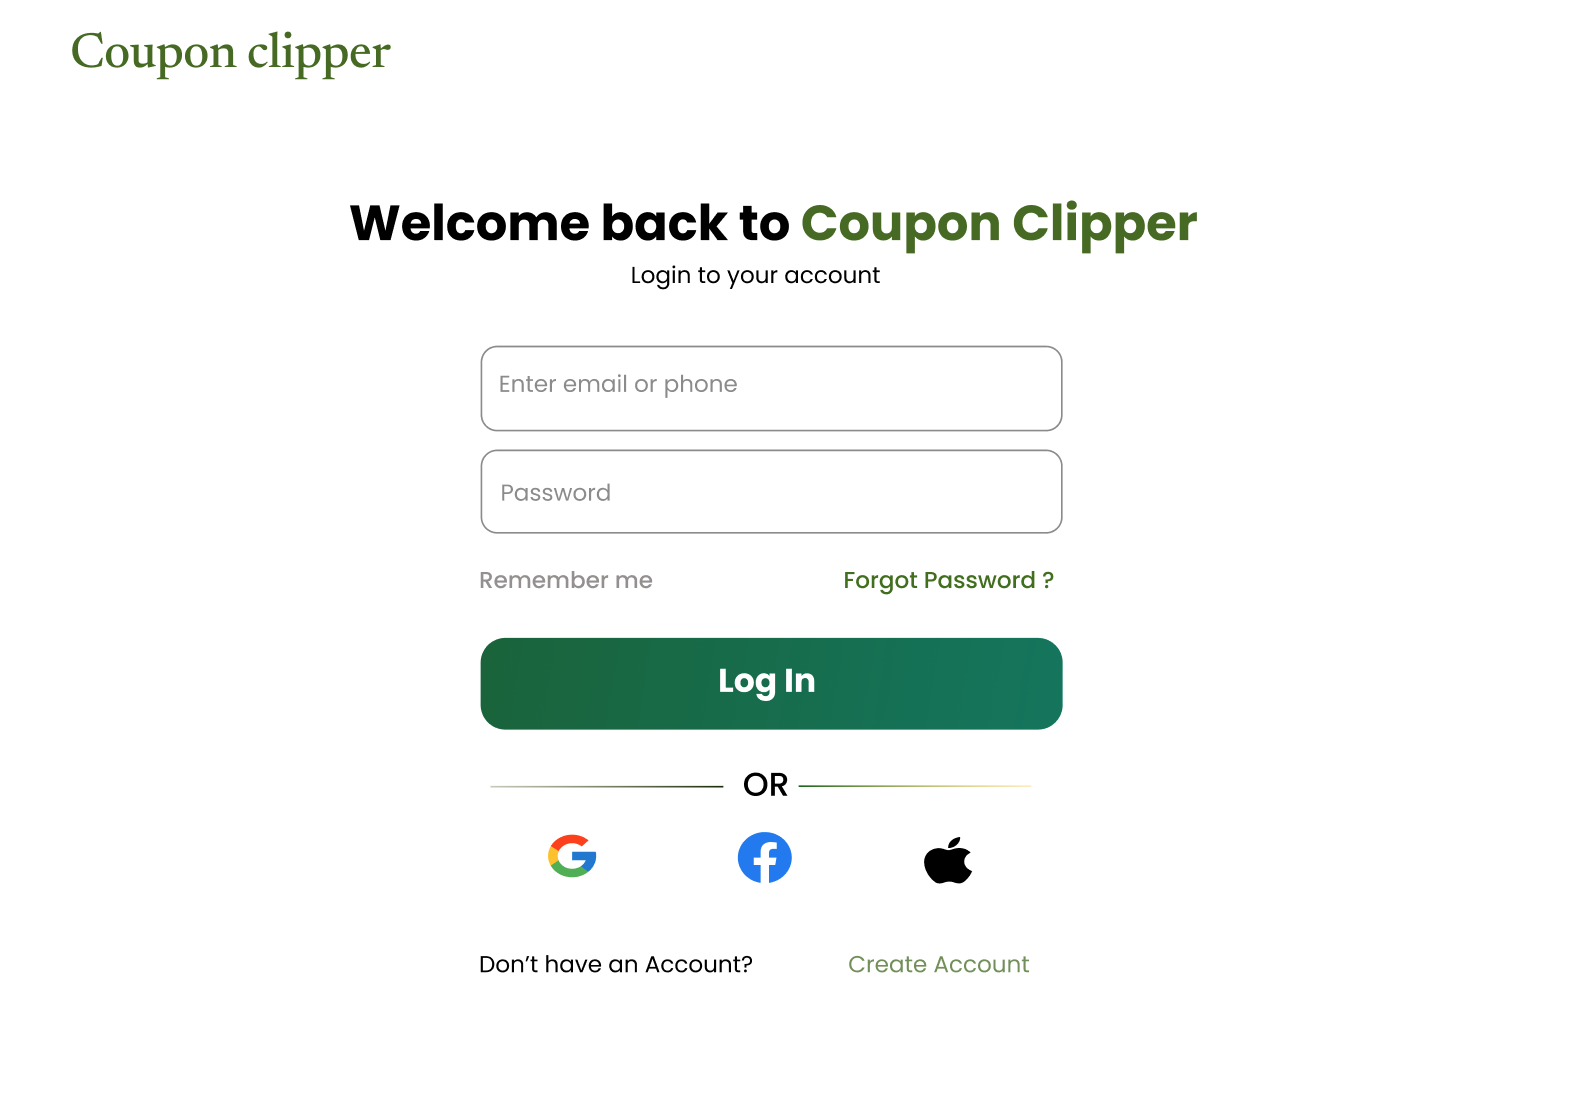 Coupon clipper
Welcome back to Coupon Clipper
Login to your account
Enter email or phone
Password
Remember me Forgot Password ?
Log In
OR
Don’t have an Account? Create Account